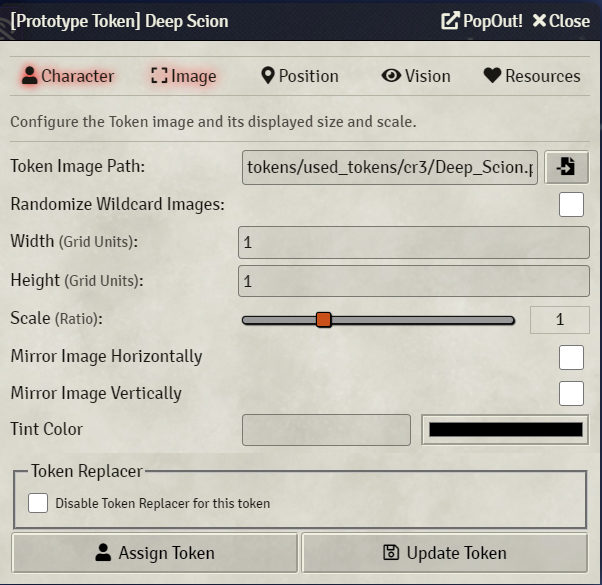 [Prototype Token] Deep Scion PopOut! Close
Character Image Position Vision Resources
Configure the Token image and its displayed size and scale.
Token Image Path: tokens/used_tokens/cr3/Deep_Scion.p
Randomize Wildcard Images:
Width (Grid Units): 1
Height (Grid Units): 1
Scale (Ratio): 1
Mirror Image Horizontally
Mirror Image Vertically
Tint Color
Token Replacer
Disable Token Replacer for this token
Assign Token Update Token